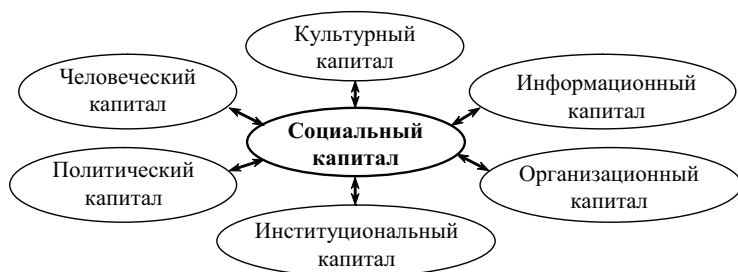 Культурный
капитал
Человеческий
капитал
Информационный
капитал
Социальный
капитал
Политический
капитал
Организационный
капитал
Институциональный
капитал